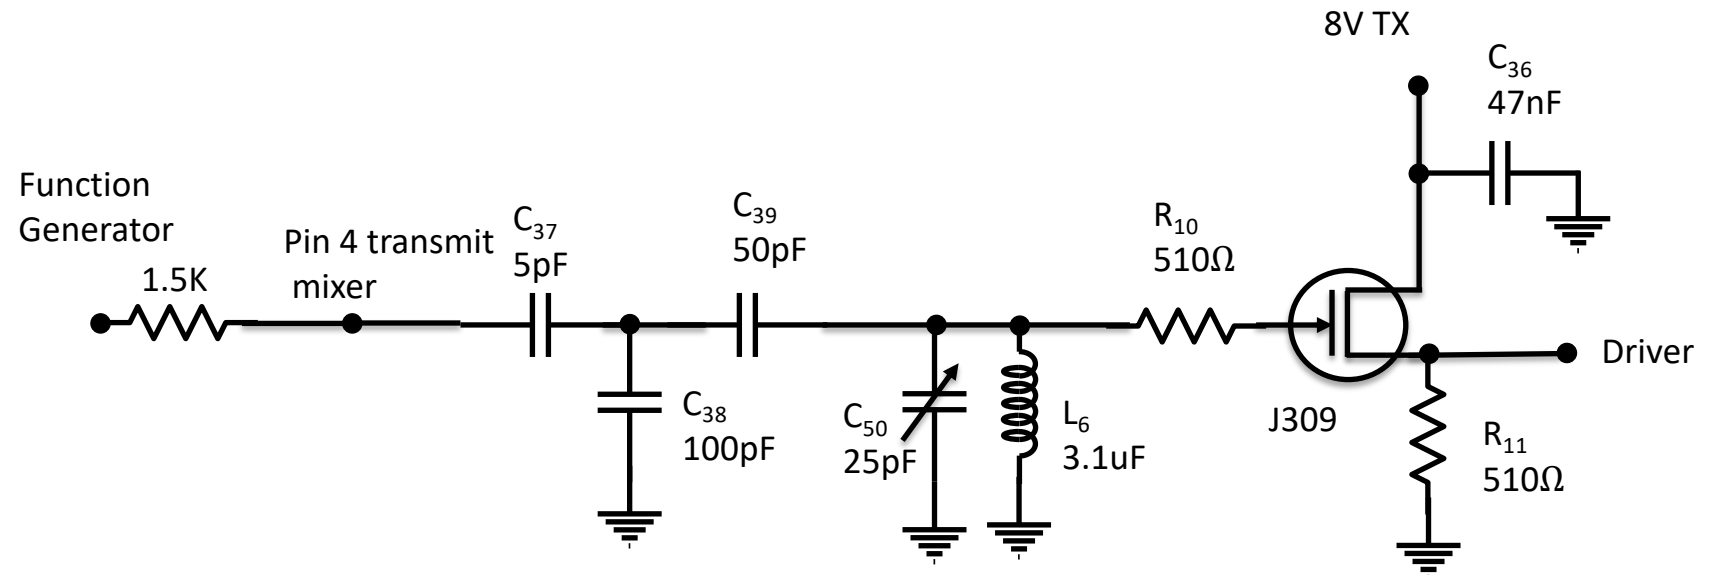 8V TX
C36
47nF
Function
Generator
1.5K
Pin 4 transmit
mixer
C37
5pF
C39
50pF
R10
510Ω
C38
100pF
C50
25pF
L6
3.1uF
J309
Driver
R11
510Ω